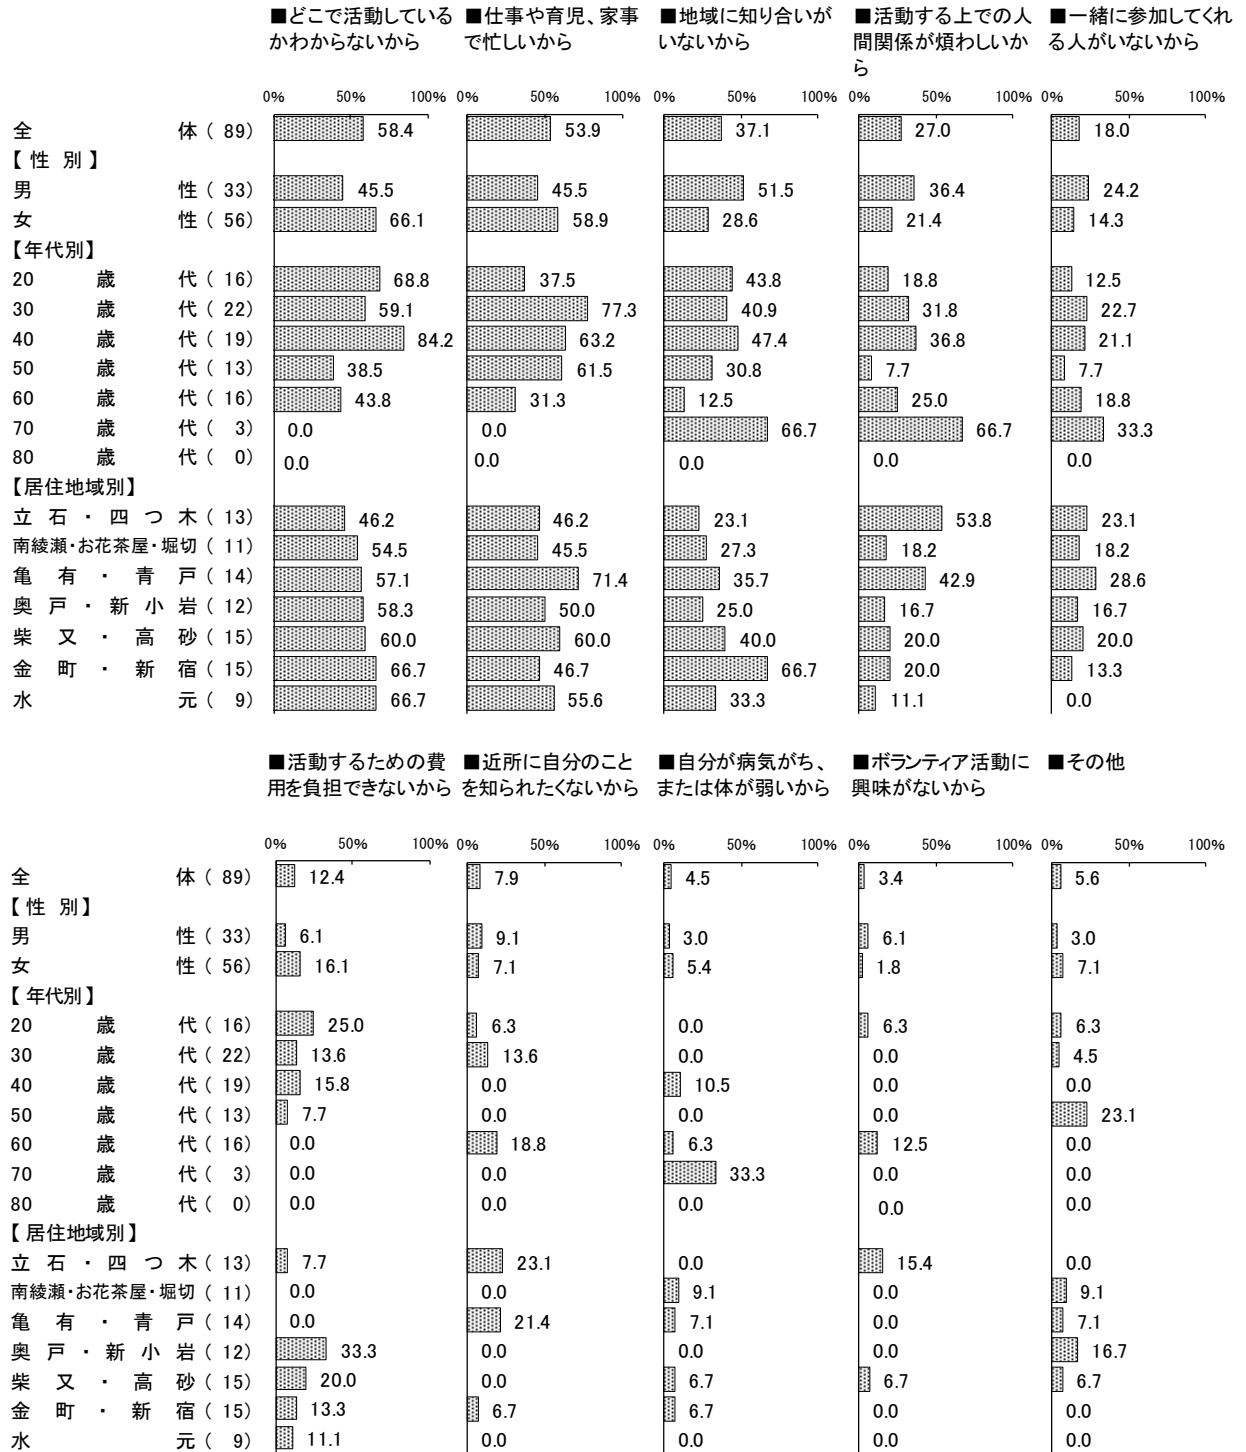 ■どこで活動している ■仕事や育児、家事 ■地域に知り合いが ■活動する上での人 ■一緒に参加してくれ
かわからないから で忙しいから いないから 間関係が煩わしいか る人がいないから
ら
0% 50% 100% 0% 50% 100% 0% 50% 100% 0% 50% 100% 0% 50% 100%
全 体 ( 89) 58.4 53.9 37.1 27.0 18.0
【 性 別 】
男 性 ( 33) 45.5 45.5 51.5 36.4 24.2
女 性 ( 56) 66.1 58.9 28.6 21.4 14.3
【年代別】
20 歳 代 ( 16) 68.8 37.5 43.8 18.8 12.5
30 歳 代 ( 22) 59.1 77.3 40.9 31.8 22.7
40 歳 代 ( 19) 84.2 63.2 47.4 36.8 21.1
50 歳 代 ( 13) 38.5 61.5 30.8 7.7 7.7
60 歳 代 ( 16) 43.8 31.3 12.5 25.0 18.8
70 歳 代 ( 3) 0.0 0.0 66.7 66.7 33.3
80 歳 代 ( 0) 0.0 0.0 0.0 0.0 0.0
【居住地域別】
立 石 ・ 四 つ 木 ( 13) 46.2 46.2 23.1 53.8 23.1
南綾瀬・お花茶屋・堀切 ( 11) 54.5 45.5 27.3 18.2 18.2
亀 有 ・ 青 戸 ( 14) 57.1 71.4 35.7 42.9 28.6
奥 戸 ・ 新 小 岩 ( 12) 58.3 50.0 25.0 16.7 16.7
柴 又 ・ 高 砂 ( 15) 60.0 60.0 40.0 20.0 20.0
金 町 ・ 新 宿 ( 15) 66.7 46.7 66.7 20.0 13.3
水 元 ( 9) 66.7 55.6 33.3 11.1 0.0
■活動するための費 ■近所に自分のこと ■自分が病気がち、 ■ボランティア活動に ■その他
用を負担できないから を知られたくないから または体が弱いから 興味がないから
0% 50% 100% 0% 50% 100% 0% 50% 100% 0% 50% 100% 0% 50% 100%
全 体 ( 89) 12.4 7.9 4.5 3.4 5.6
【 性 別 】
男 性 ( 33) 6.1 9.1 3.0 6.1 3.0
女 性 ( 56) 16.1 7.1 5.4 1.8 7.1
【 年代別 】
20 歳 代 ( 16) 25.0 6.3 0.0 6.3 6.3
30 歳 代 ( 22) 13.6 13.6 0.0 0.0 4.5
40 歳 代 ( 19) 15.8 0.0 10.5 0.0 0.0
50 歳 代 ( 13) 7.7 0.0 0.0 0.0 23.1
60 歳 代 ( 16) 0.0 18.8 6.3 12.5 0.0
70 歳 代 ( 3) 0.0 0.0 33.3 0.0 0.0
80 歳 代 ( 0) 0.0 0.0 0.0 0.0 0.0
【 居住地域別 】
立 石 ・ 四 つ 木 ( 13) 7.7 23.1 0.0 15.4 0.0
南綾瀬・お花茶屋・堀切 ( 11) 0.0 0.0 9.1 0.0 9.1
亀 有 ・ 青 戸 ( 14) 0.0 21.4 7.1 0.0 7.1
奥 戸 ・ 新 小 岩 ( 12) 33.3 0.0 0.0 0.0 16.7
柴 又 ・ 高 砂 ( 15) 20.0 0.0 6.7 6.7 6.7
金 町 ・ 新 宿 ( 15) 13.3 6.7 6.7 0.0 0.0
水 元 ( 9) 11.1 0.0 0.0 0.0 0.0